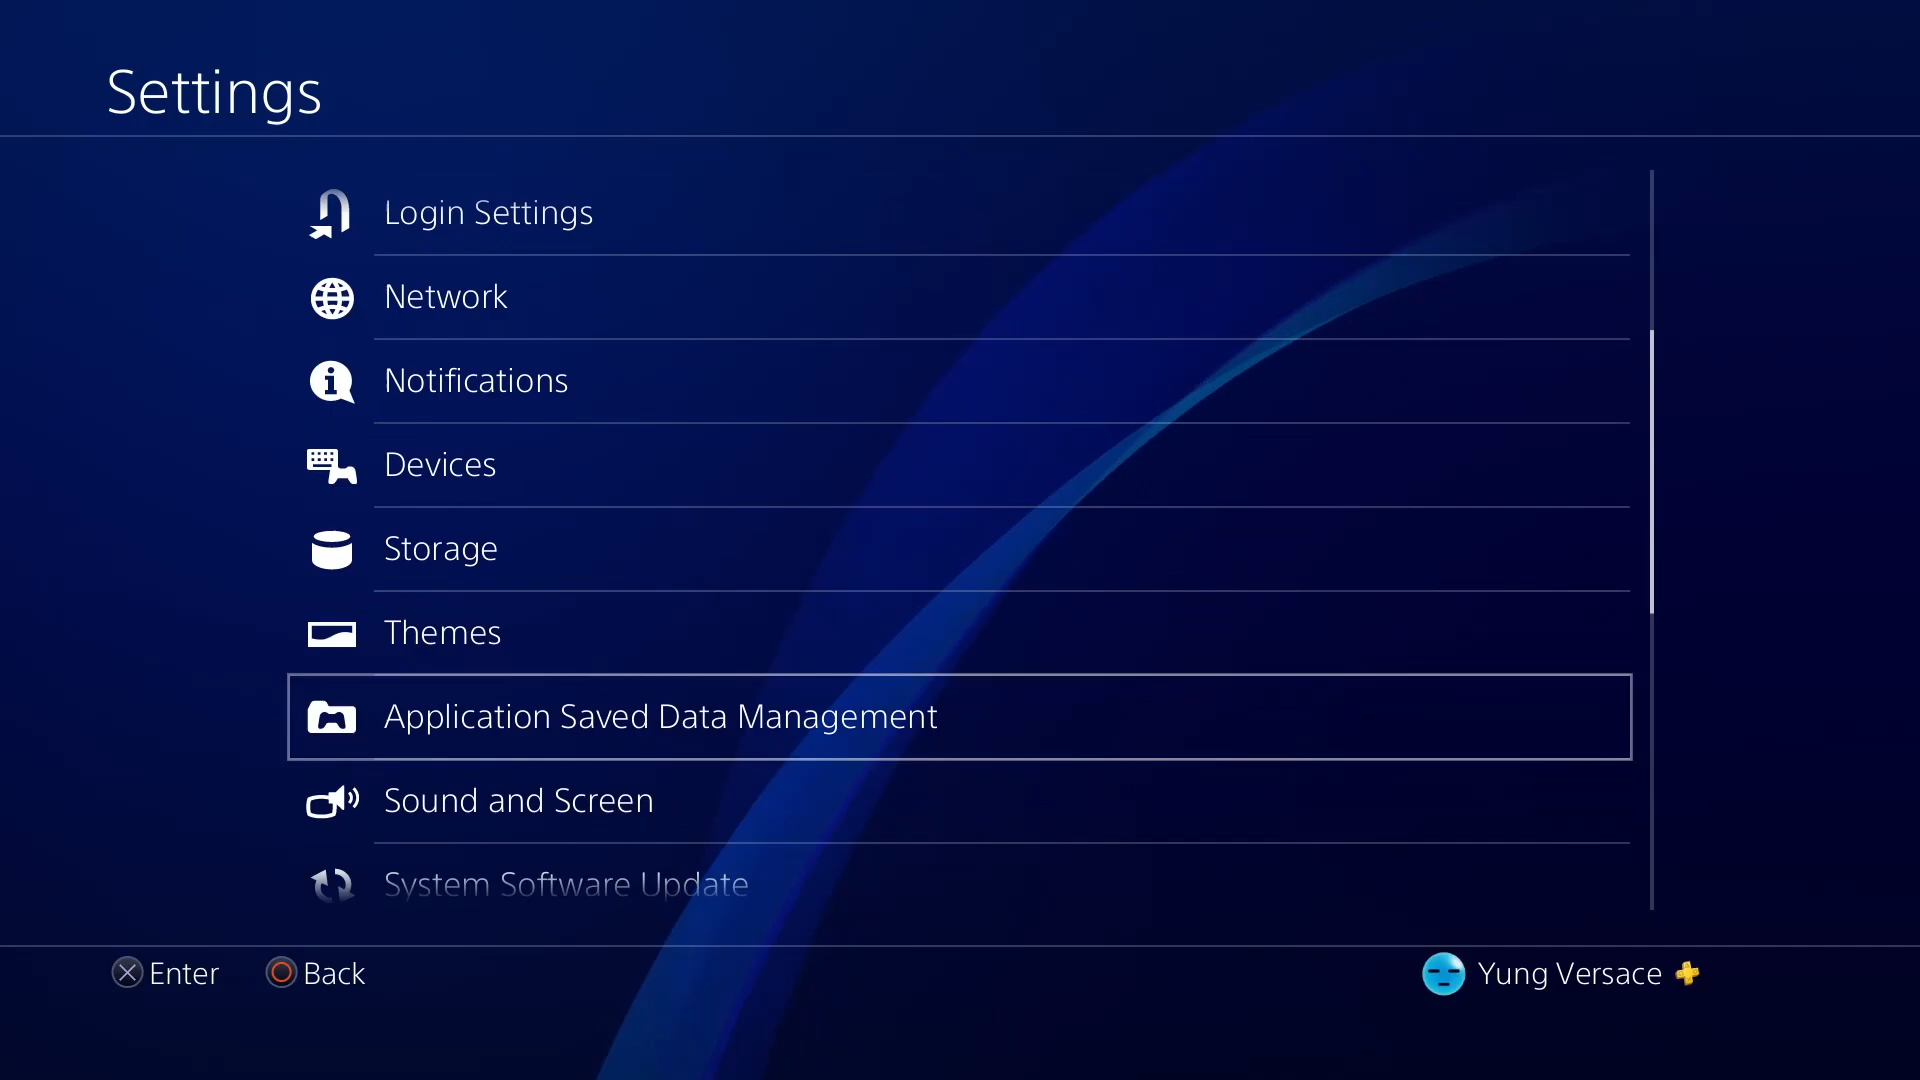 Settings
Login Settings
Network
Notifications
Devices
Storage
Themes
Application Saved Data Management
Sound and Screen
System Software Update
Enter
Back
Yung Versace